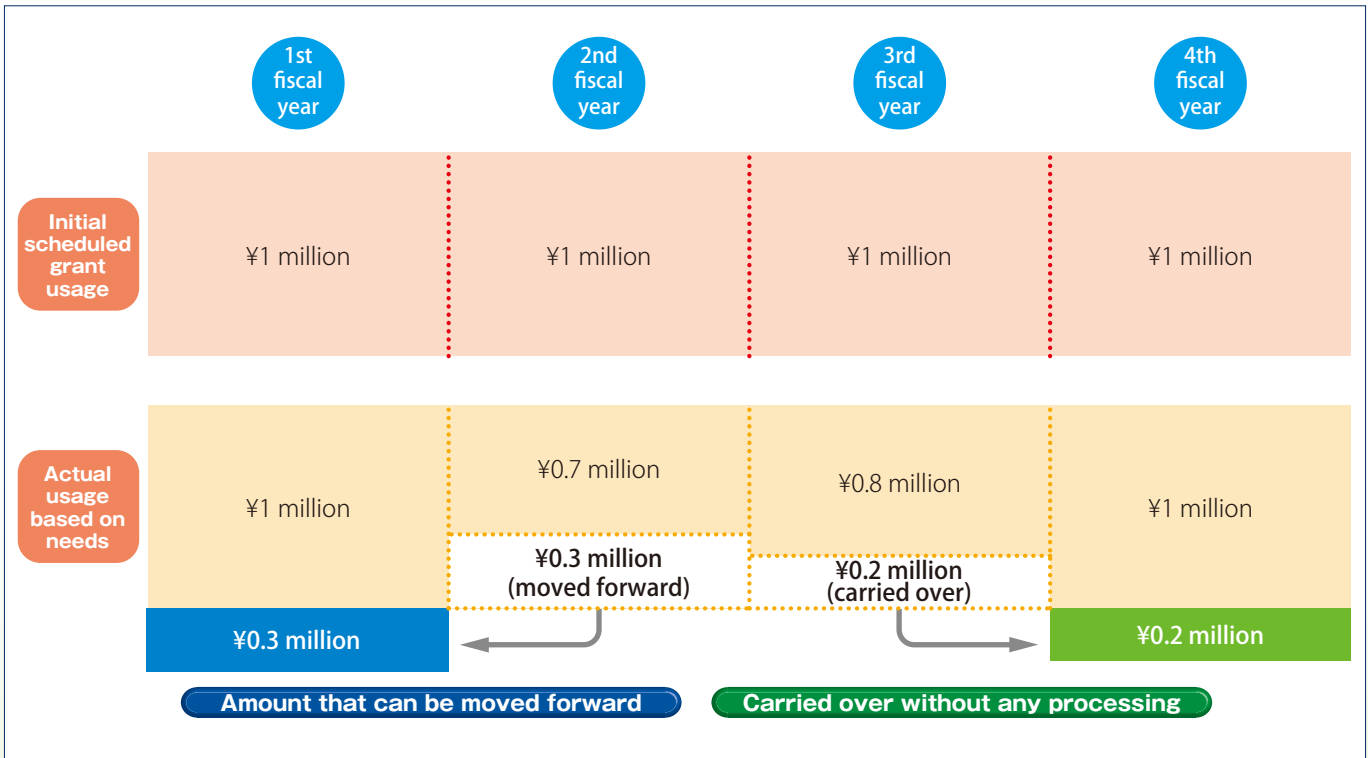 1st
fiscal
year
2nd
fiscal
year
3rd
fiscal
year
4th
fiscal
year
Initial
scheduled
grant
usage
¥1 million
¥1 million
¥1 million
¥1 million
Actual
usage
based on
needs
¥1 million
¥0.7 million
¥0.8 million
¥1 million
¥0.3 million
(moved forward)
¥0.2 million
(carried over)
¥0.3 million
¥0.2 million
Amount that can be moved forward
Carried over without any processing